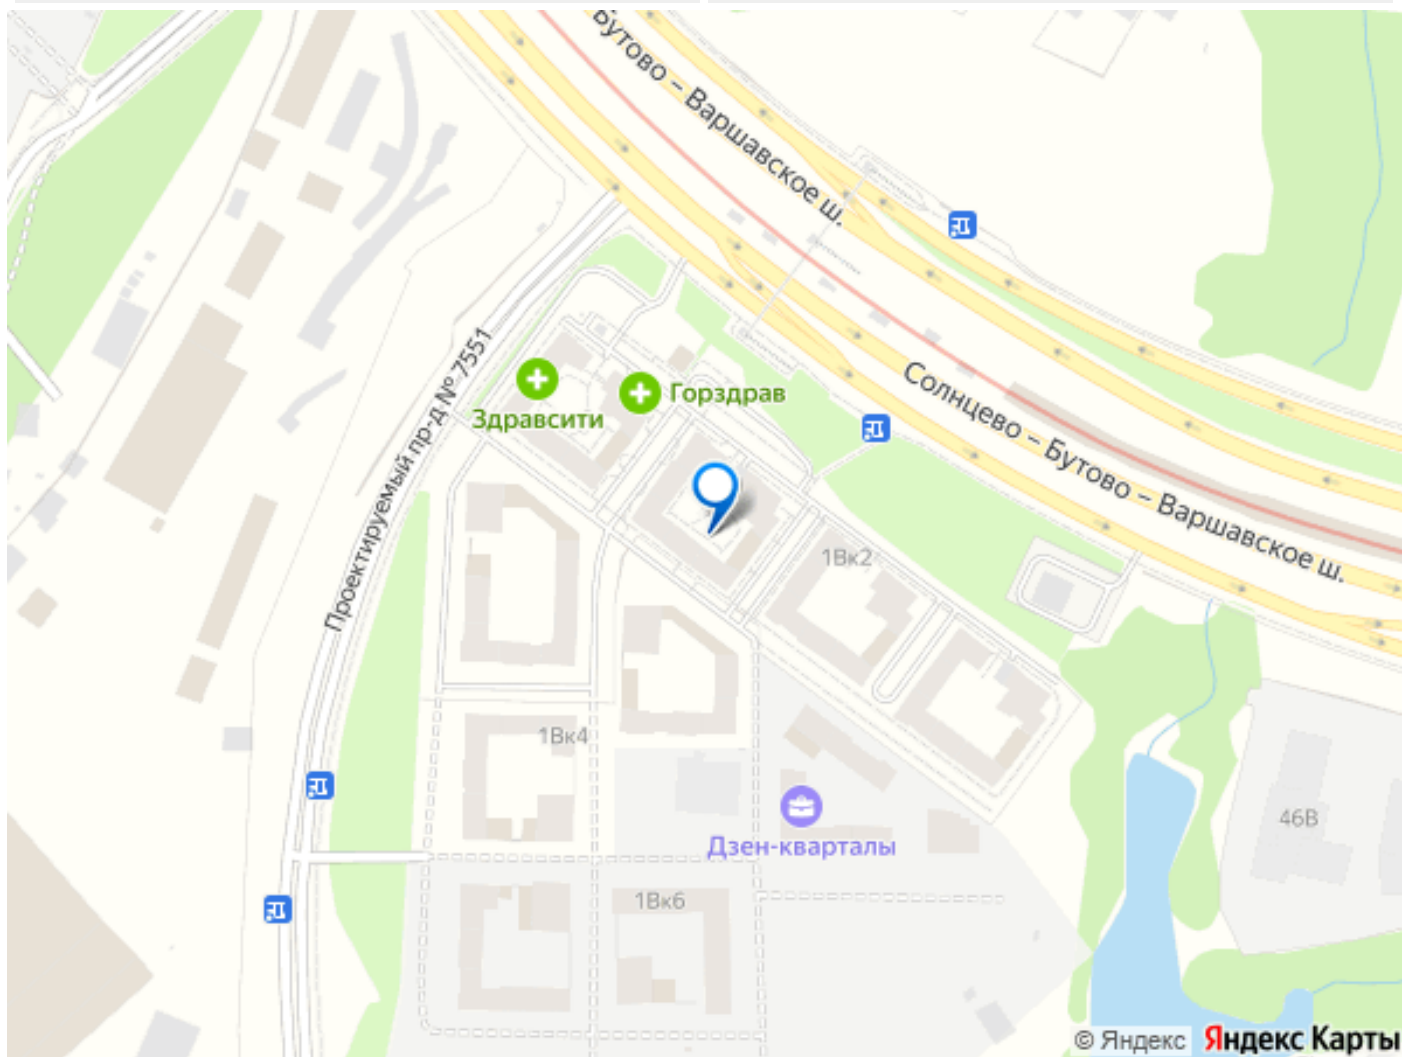 Бутово – Варшавское ш.
Солнцево – Бутово – Варшавское ш.
Проектируемый пр-д № 7551
Здравсити
Горздрав
1Вк2
1Вк4
Дзен-кварталы
46В
1Вк6
© Яндекс Яндекс Карты